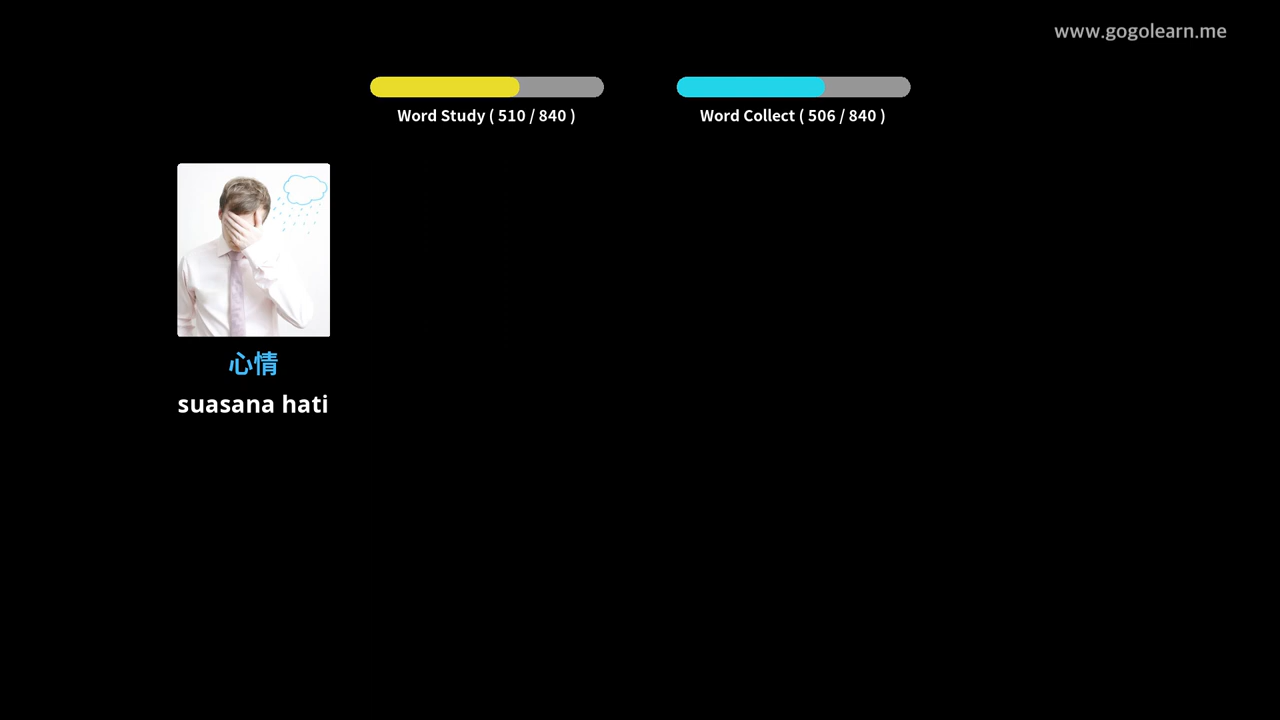 www.gogolearn.me
Word Study ( 510 / 840 )
Word Collect ( 506 / 840 )
心情
suasana hati